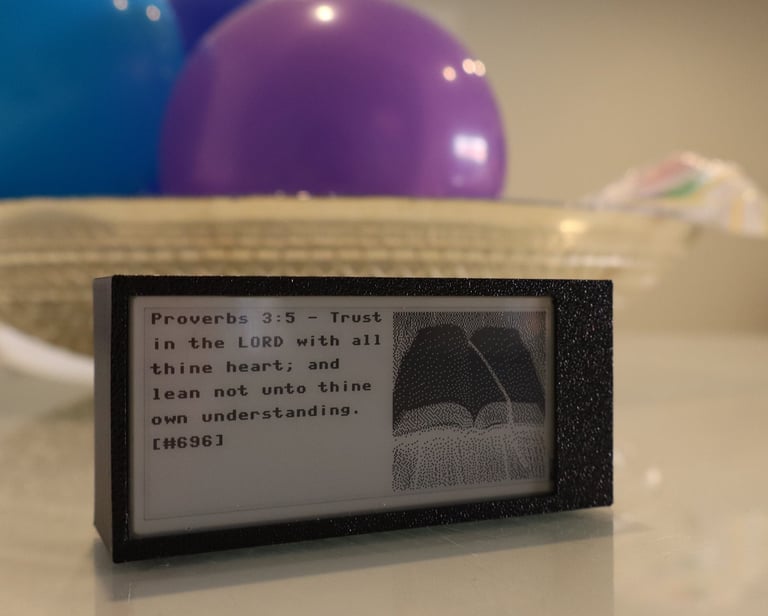 Proverbs 3:5 - Trust
in the LORD with all
thine heart; and
lean not unto thine
own understanding.
[#696]